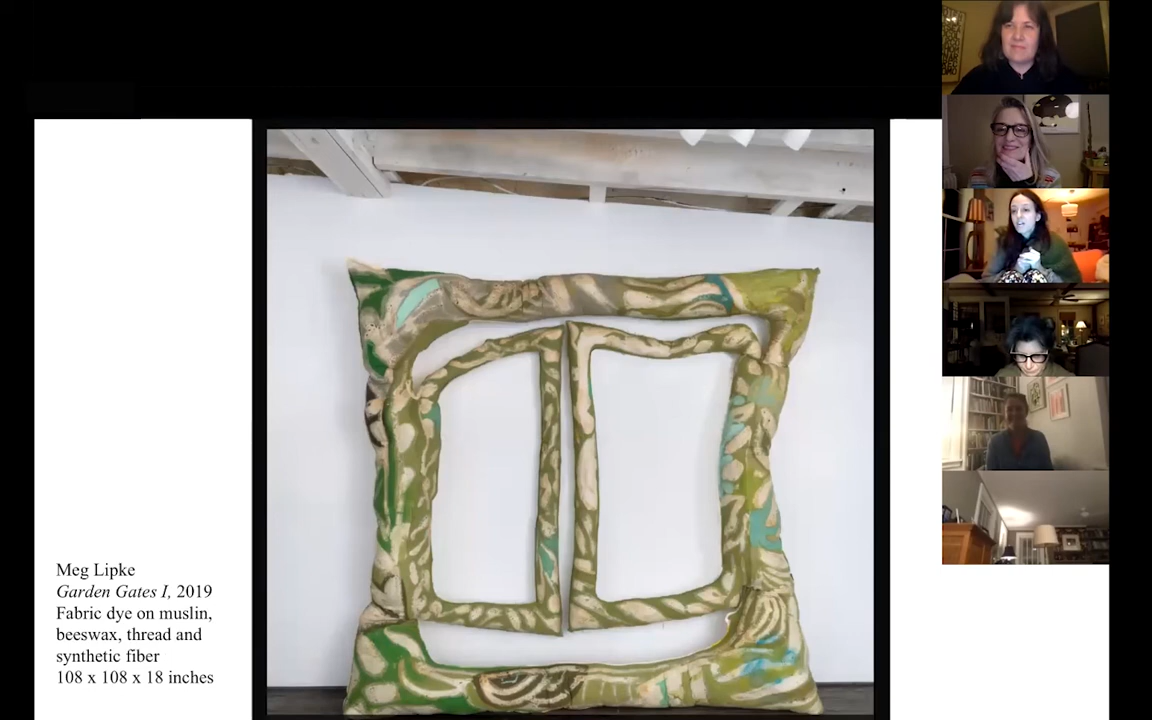 Meg Lipke
Garden Gates I, 2019
Fabric dye on muslin,
beeswax, thread and
synthetic fiber
108 x 108 x 18 inches